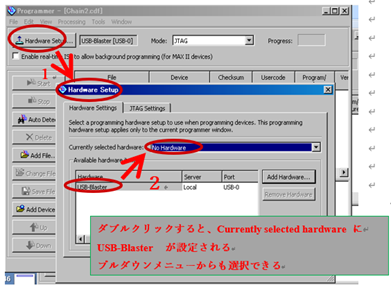 Programmer - [Chain2.cdf]
File Edit View Processing Tools Window
Hardware Setup... [USB-Blaster [USB-0] Mode: JTAG Progress:
Enable real-time ISP to allow background programming (for MAX II devices)
1
Start
File Device Checksum Usercode Program/ Ver
Stop
Auto Detect
Delete
Add File...
Change File
Save File
Add Device
Up
Down
Hardware Setup
Hardware Settings JTAG Settings
Select a programming hardware setup to use when programming devices. This programming
hardware setup applies only to the current programmer window.
Currently selected hardware: No Hardware
Available hardware
Hardware Server Port
USB-Blaster Local USB-0
2
Add Hardware...
Remove Hardware
ダブルクリックすると、Currently selected hardware に
USB-Blaster が設定される。
プルダウンメニューからも選択できる。